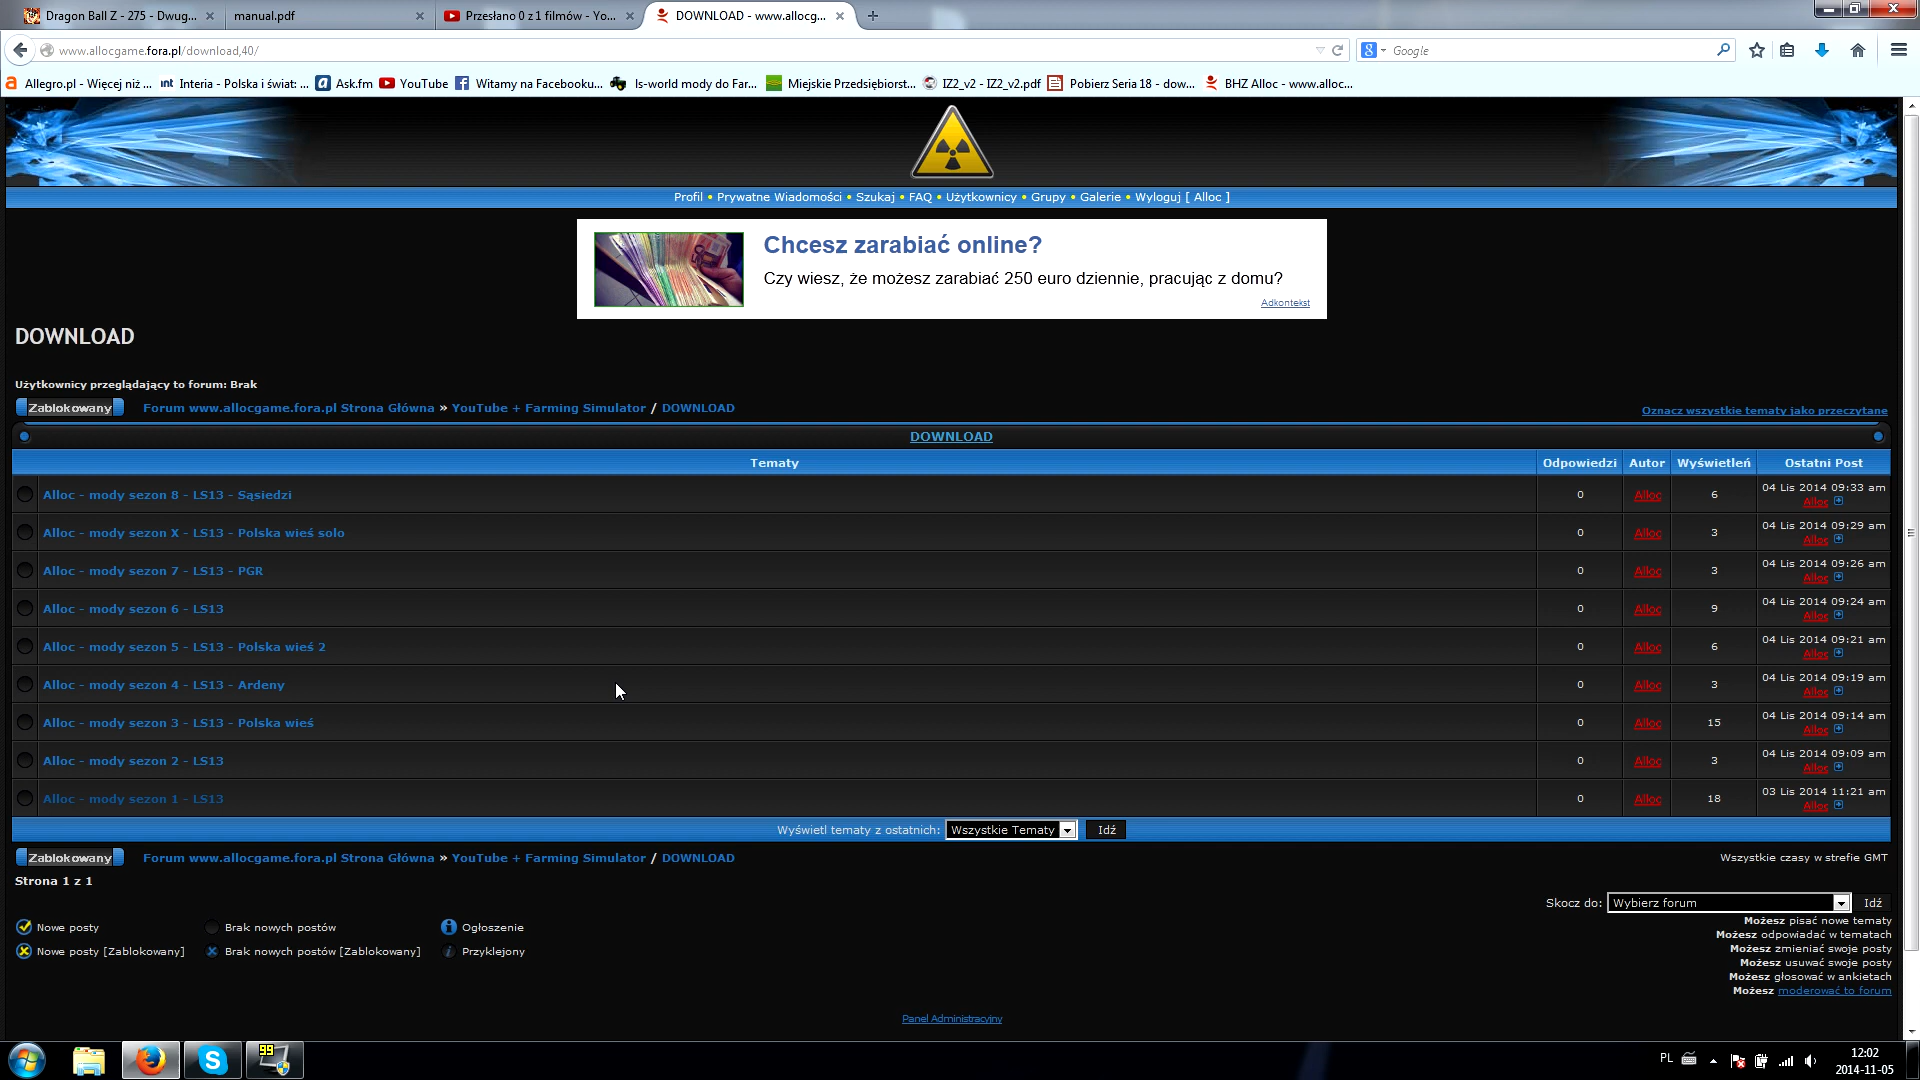 Dragon Ball Z - 275 - Dwug...
manual.pdf
Przesłano 0 z 1 filmów - Yo...
DOWNLOAD - www.allocg...
www.allocgame.fora.pl/download,40/
Google
Allegro.pl - Więcej niż ...
Interia - Polska i świat: ...
Ask.fm
YouTube
Witamy na Facebooku...
ls-world mody do Far...
Miejskie Przedsiębiorst...
IZ2_v2 - IZ2_v2.pdf
Pobierz Seria 18 - dow...
BHZ Alloc - www.alloc...
Profil • Prywatne Wiadomości • Szukaj • FAQ • Użytkownicy • Grupy • Galerie • Wyloguj [ Alloc ]
Chcesz zarabiać online?
Czy wiesz, że możesz zarabiać 250 euro dziennie, pracując z domu?
Adkontekst
DOWNLOAD
Użytkownicy przeglądający to forum: Brak
Zablokowany Forum www.allocgame.fora.pl Strona Główna » YouTube + Farming Simulator / DOWNLOAD
Oznacz wszystkie tematy jako przeczytane
DOWNLOAD
Tematy Odpowiedzi Autor Wyświetleń Ostatni Post
Alloc - mody sezon 8 - LS13 - Sąsiedzi 0 Alloc 6 04 Lis 2014 09:33 am
Alloc
Alloc - mody sezon X - LS13 - Polska wieś solo 0 Alloc 3 04 Lis 2014 09:29 am
Alloc
Alloc - mody sezon 7 - LS13 - PGR 0 Alloc 3 04 Lis 2014 09:26 am
Alloc
Alloc - mody sezon 6 - LS13 0 Alloc 9 04 Lis 2014 09:24 am
Alloc
Alloc - mody sezon 5 - LS13 - Polska wieś 2 0 Alloc 6 04 Lis 2014 09:21 am
Alloc
Alloc - mody sezon 4 - LS13 - Ardeny 0 Alloc 3 04 Lis 2014 09:19 am
Alloc
Alloc - mody sezon 3 - LS13 - Polska wieś 0 Alloc 15 04 Lis 2014 09:14 am
Alloc
Alloc - mody sezon 2 - LS13 0 Alloc 3 04 Lis 2014 09:09 am
Alloc
Alloc - mody sezon 1 - LS13 0 Alloc 18 03 Lis 2014 11:21 am
Alloc
Wyświetl tematy z ostatnich: Wszystkie Tematy Idź
Zablokowany Forum www.allocgame.fora.pl Strona Główna » YouTube + Farming Simulator / DOWNLOAD
Wszystkie czasy w strefie GMT
Strona 1 z 1
Skocz do: Wybierz forum Idź
Nowe posty Brak nowych postów Ogłoszenie
Nowe posty [Zablokowany] Brak nowych postów [Zablokowany] Przyklejony
Możesz pisać nowe tematy
Możesz odpowiadać w tematach
Możesz zmieniać swoje posty
Możesz usuwać swoje posty
Możesz głosować w ankietach
Możesz moderować to forum
Panel Administracyjny
99
PL
12:02
2014-11-05